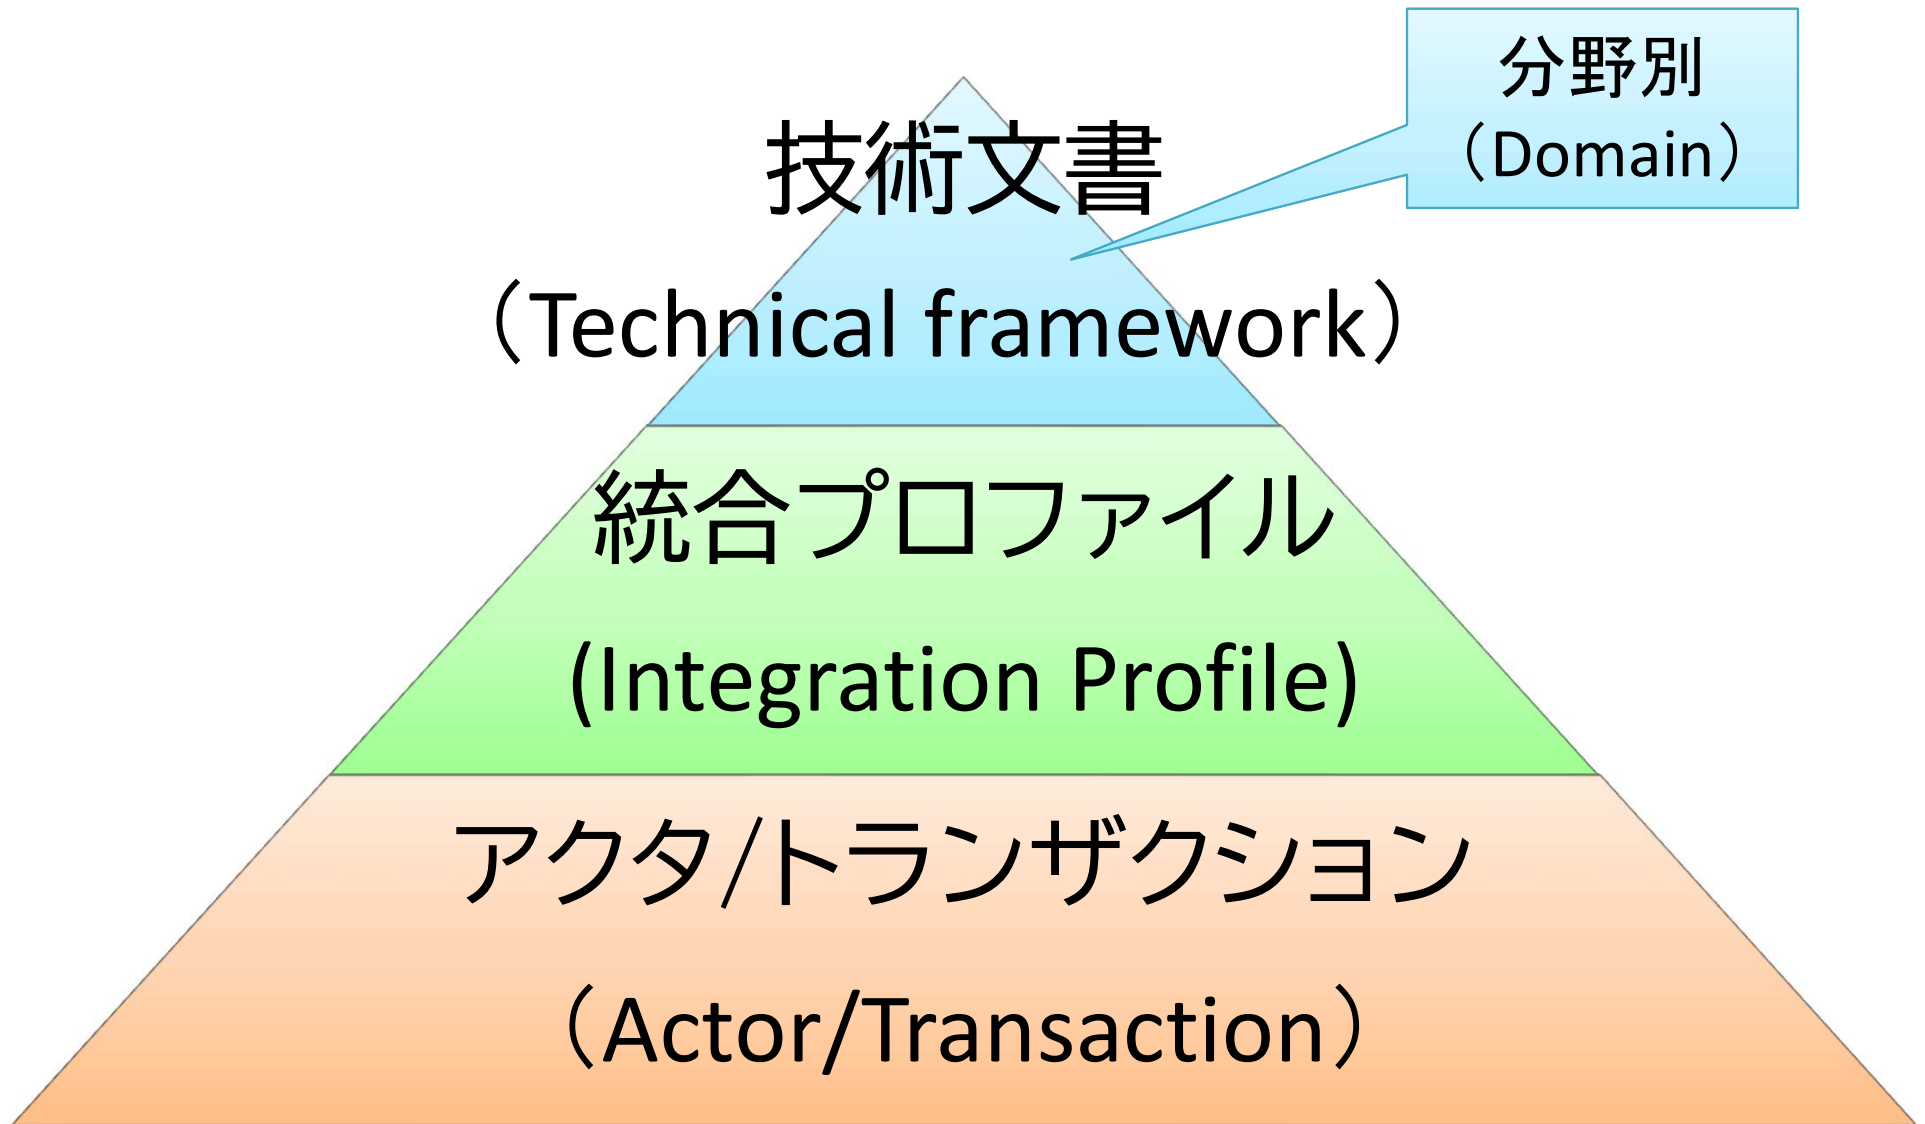 分野別
（Domain）
技術文書
（Technical framework）
統合プロファイル
(Integration Profile)
アクタ/トランザクション
（Actor/Transaction）